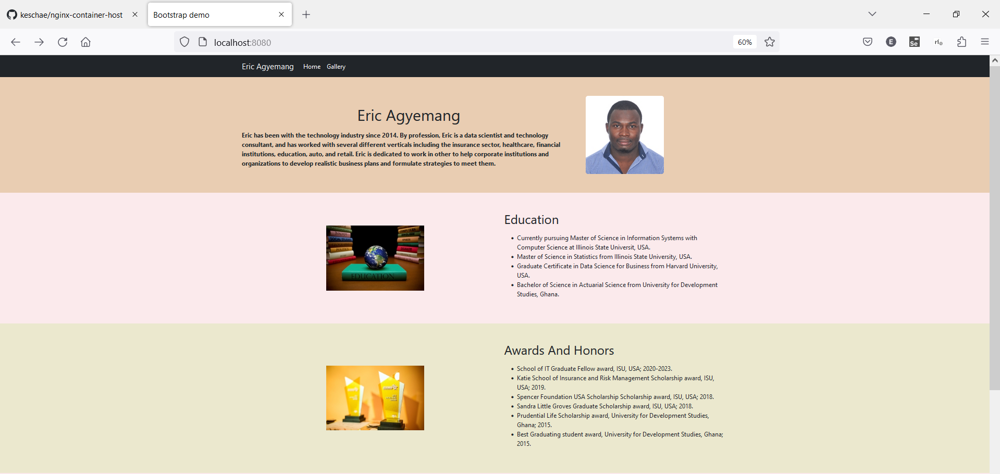 keschae/nginx-container-host
Bootstrap demo
localhost:8080
60%
E
Se
Eric Agyemang Home Gallery
Eric Agyemang
Eric has been with the technology industry since 2014. By profession, Eric is a data scientist and technology
consultant, and has worked with several different verticals including the insurance sector, healthcare, financial
institutions, education, auto, and retail. Eric is dedicated to work in other to help corporate institutions and
organizations to develop realistic business plans and formulate strategies to meet them.
EDUCATION
Education
• Currently pursuing Master of Science in Information Systems with
Computer Science at Illinois State Universit, USA.
• Master of Science in Statistics from Illinois State University, USA.
• Graduate Certificate in Data Science for Business from Harvard University,
USA.
• Bachelor of Science in Actuarial Science from University for Development
Studies, Ghana.
Awards And Honors
• School of IT Graduate Fellow award, ISU, USA; 2020-2023.
• Katie School of Insurance and Risk Management Scholarship award, ISU,
USA; 2019.
• Spencer Foundation USA Scholarship Scholarship award, ISU, USA; 2018.
• Sandra Little Groves Graduate Scholarship award, ISU, USA; 2018.
• Prudential Life Scholarship award, University for Development Studies,
Ghana; 2015.
• Best Graduating student award, University for Development Studies, Ghana;
2015.